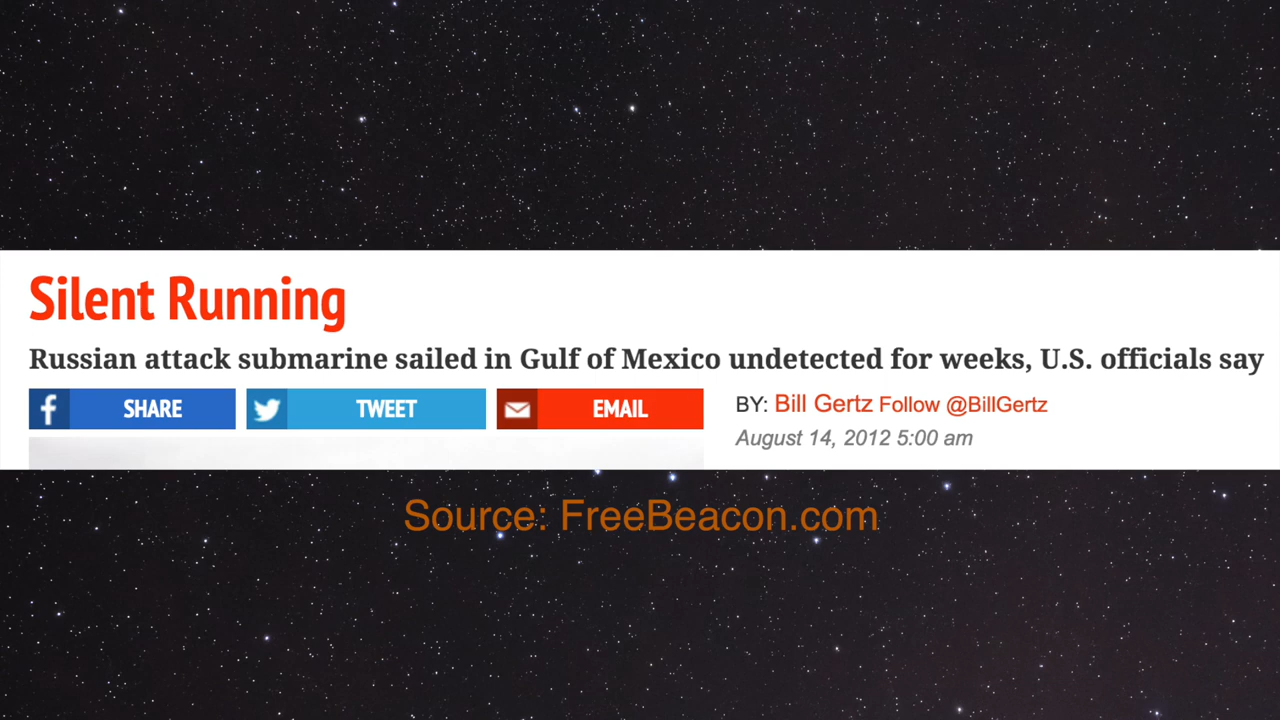 Silent Running
Russian attack submarine sailed in Gulf of Mexico undetected for weeks, U.S. officials say
SHARE TWEET EMAIL BY: Bill Gertz Follow @BillGertz
August 14, 2012 5:00 am
Source: FreeBeacon.com